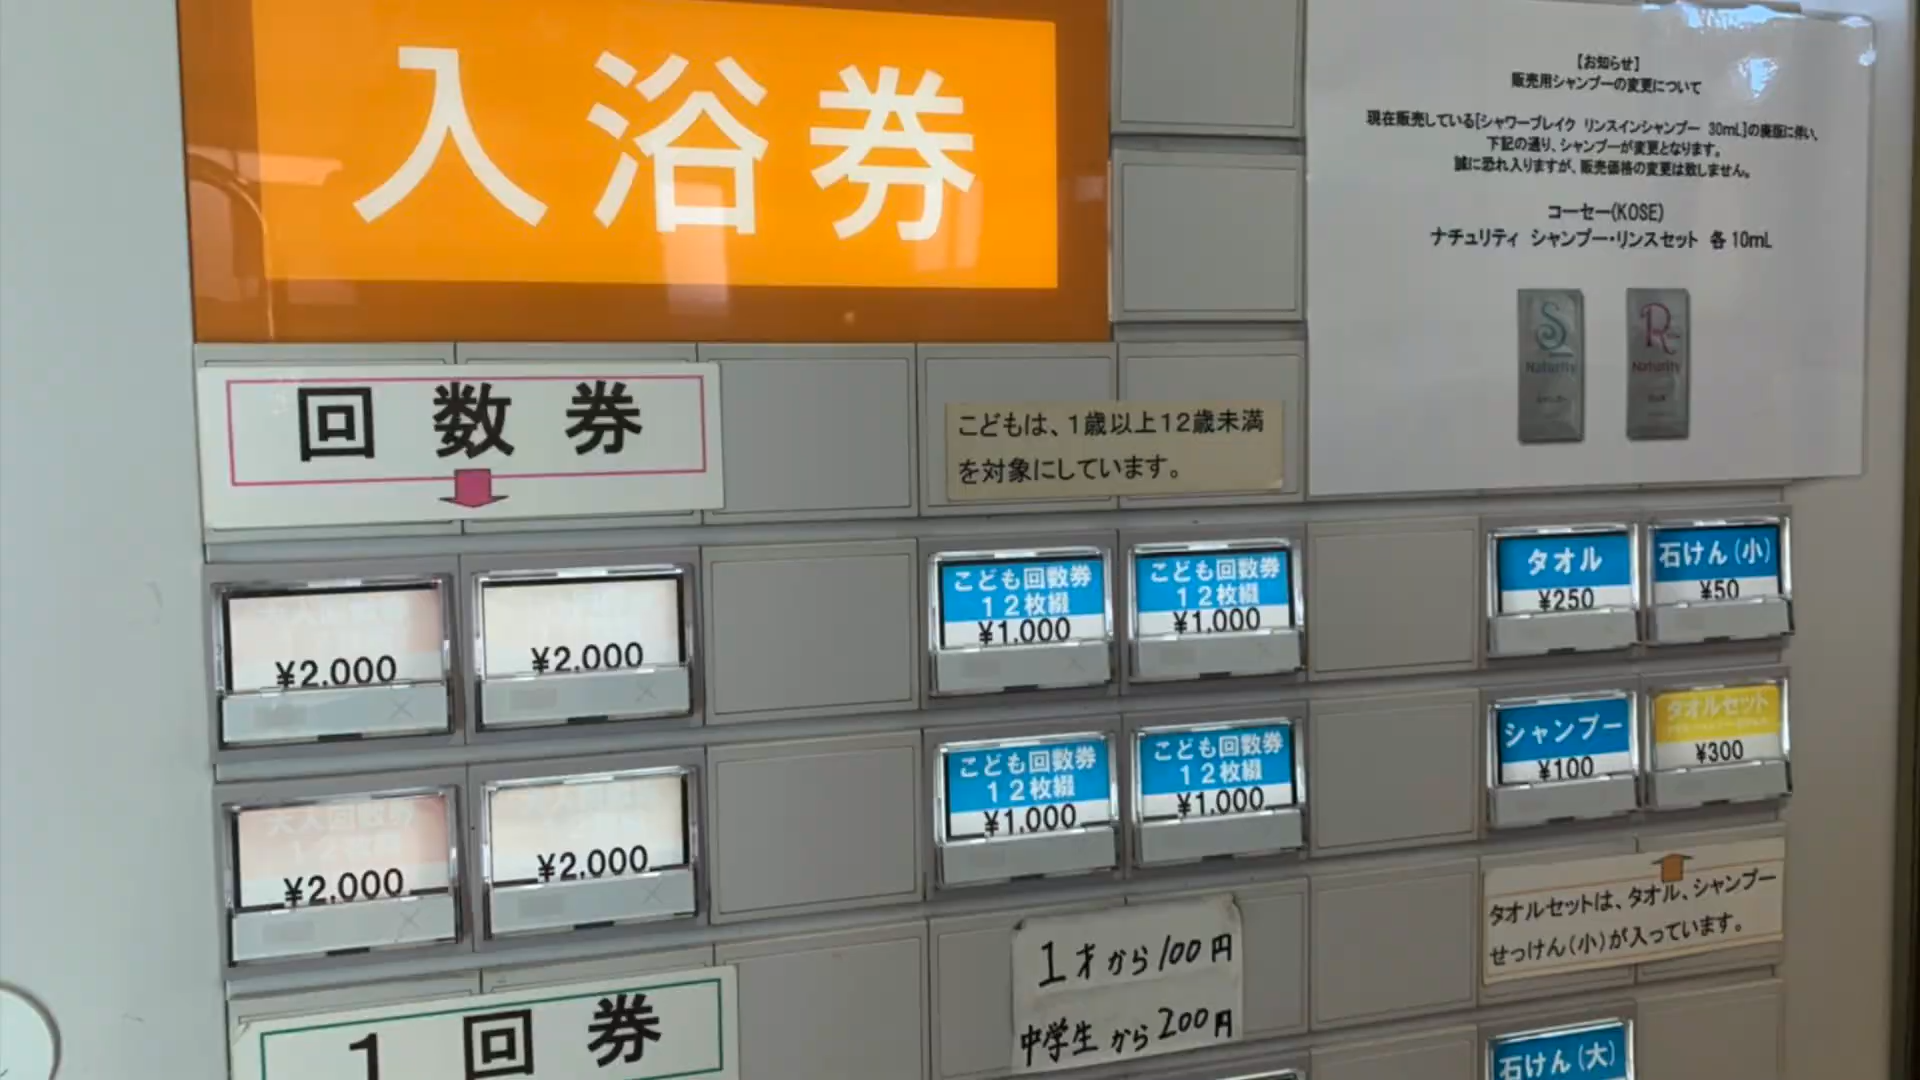 入浴券
【お知らせ】
販売用シャンプーの変更について
現在販売している[シャワーブレイク リンスインシャンプー 30mL]の廃版に伴い、
下記の通り、シャンプーが変更となります。
誠に恐れ入りますが、販売価格の変更は致しません。
コーセー(KOSE)
ナチュリティ シャンプー・リンスセット 各10mL
S
Naturity
R
Naturity
回数券
こどもは、1歳以上12歳未満
を対象にしています。
¥2,000
¥2,000
こども回数券
12枚綴
¥1,000
こども回数券
12枚綴
¥1,000
タオル
¥250
石けん(小)
¥50
大人回数券
12枚綴
¥2,000
¥2,000
こども回数券
12枚綴
¥1,000
こども回数券
12枚綴
¥1,000
シャンプー
¥100
タオルセット
¥300
タオルセットは、タオル、シャンプー
せっけん(小)が入っています。
1才から100円
中学生から200円
1回券
石けん(大)